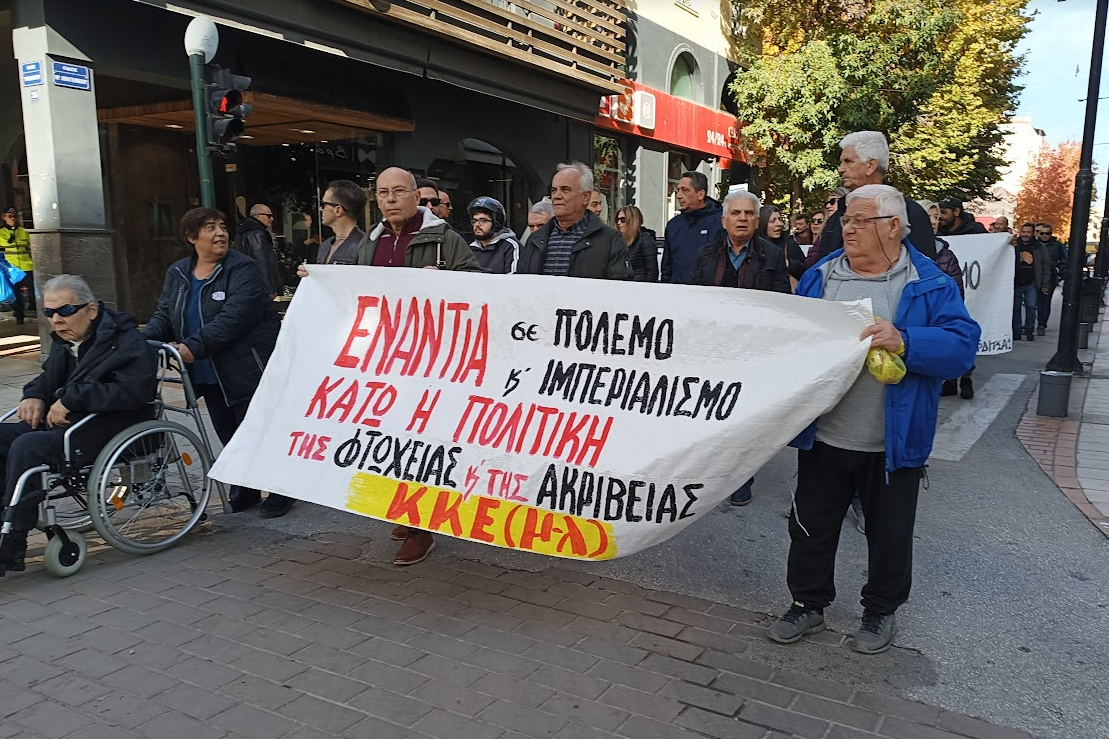 ΕΝΑΝΤΙΑ σε ΠΟΛΕΜΟ
κ' ΙΜΠΕΡΙΑΛΙΣΜΟ
ΚΑΤΩ Η ΠΟΛΙΤΙΚΗ
ΤΗΣ ΦΤΩΧΕΙΑΣ κ' ΤΗΣ ΑΚΡΙΒΕΙΑΣ
ΚΚΕ(μ-λ)